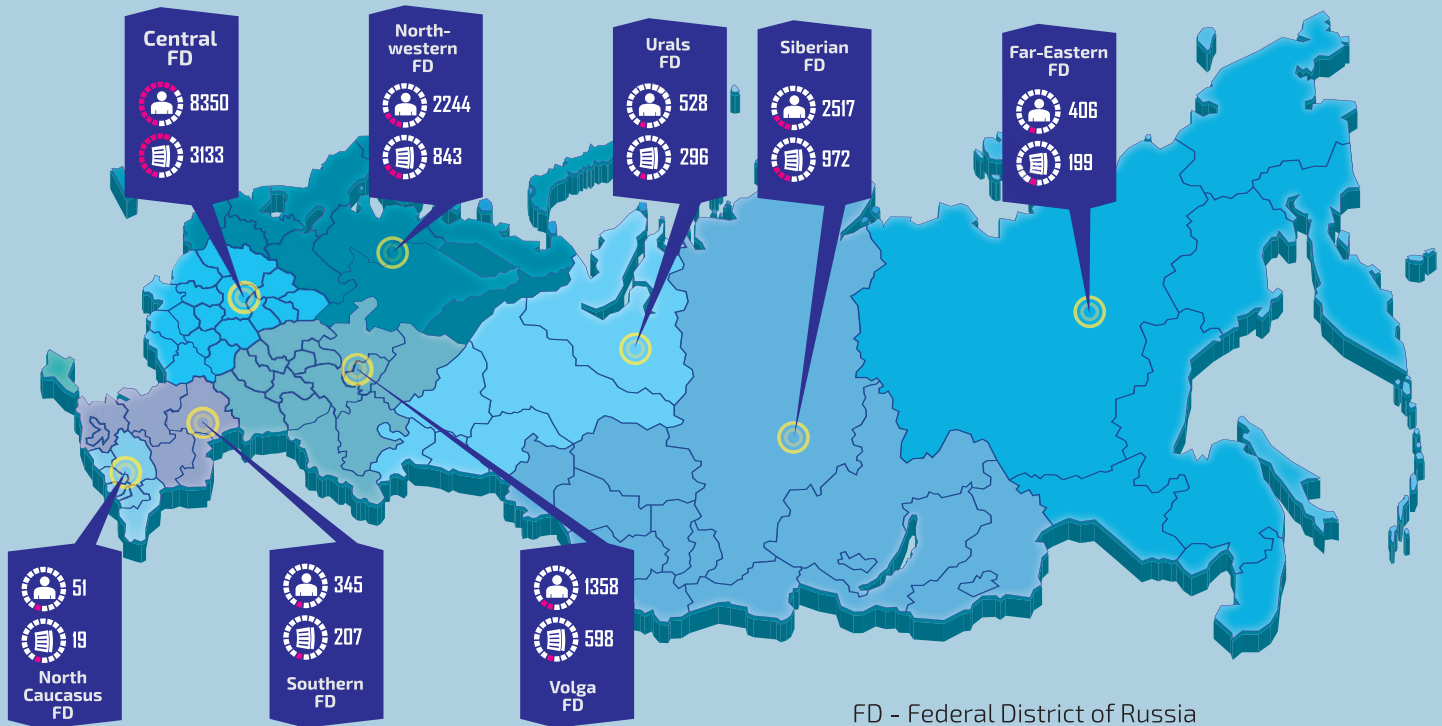 Central
FD
8350
3133
North-
western
FD
2244
843
Urals
FD
528
296
Siberian
FD
2517
972
Far-Eastern
FD
406
199
51
19
North
Caucasus
FD
345
207
Southern
FD
1358
598
Volga
FD
FD - Federal District of Russia